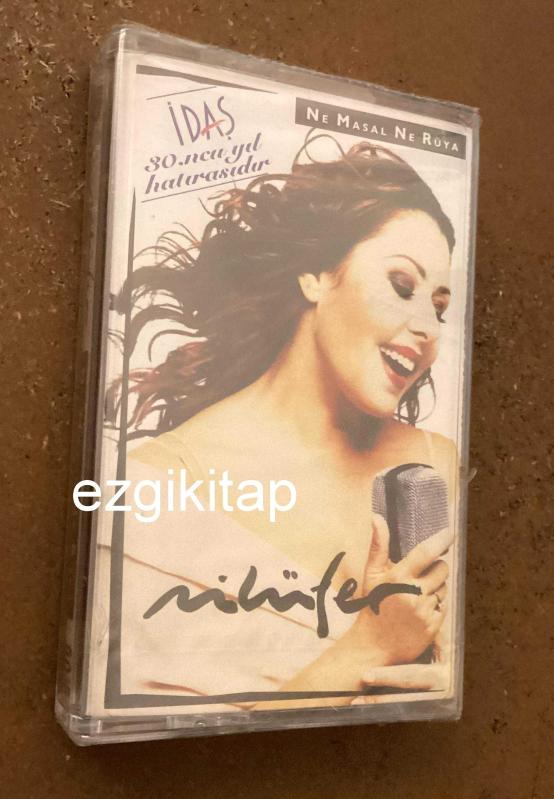 İDAŞ
30.ncu yıl
hatırasıdır
NE MASAL NE RÜYA
ezgikitap
nilüfer